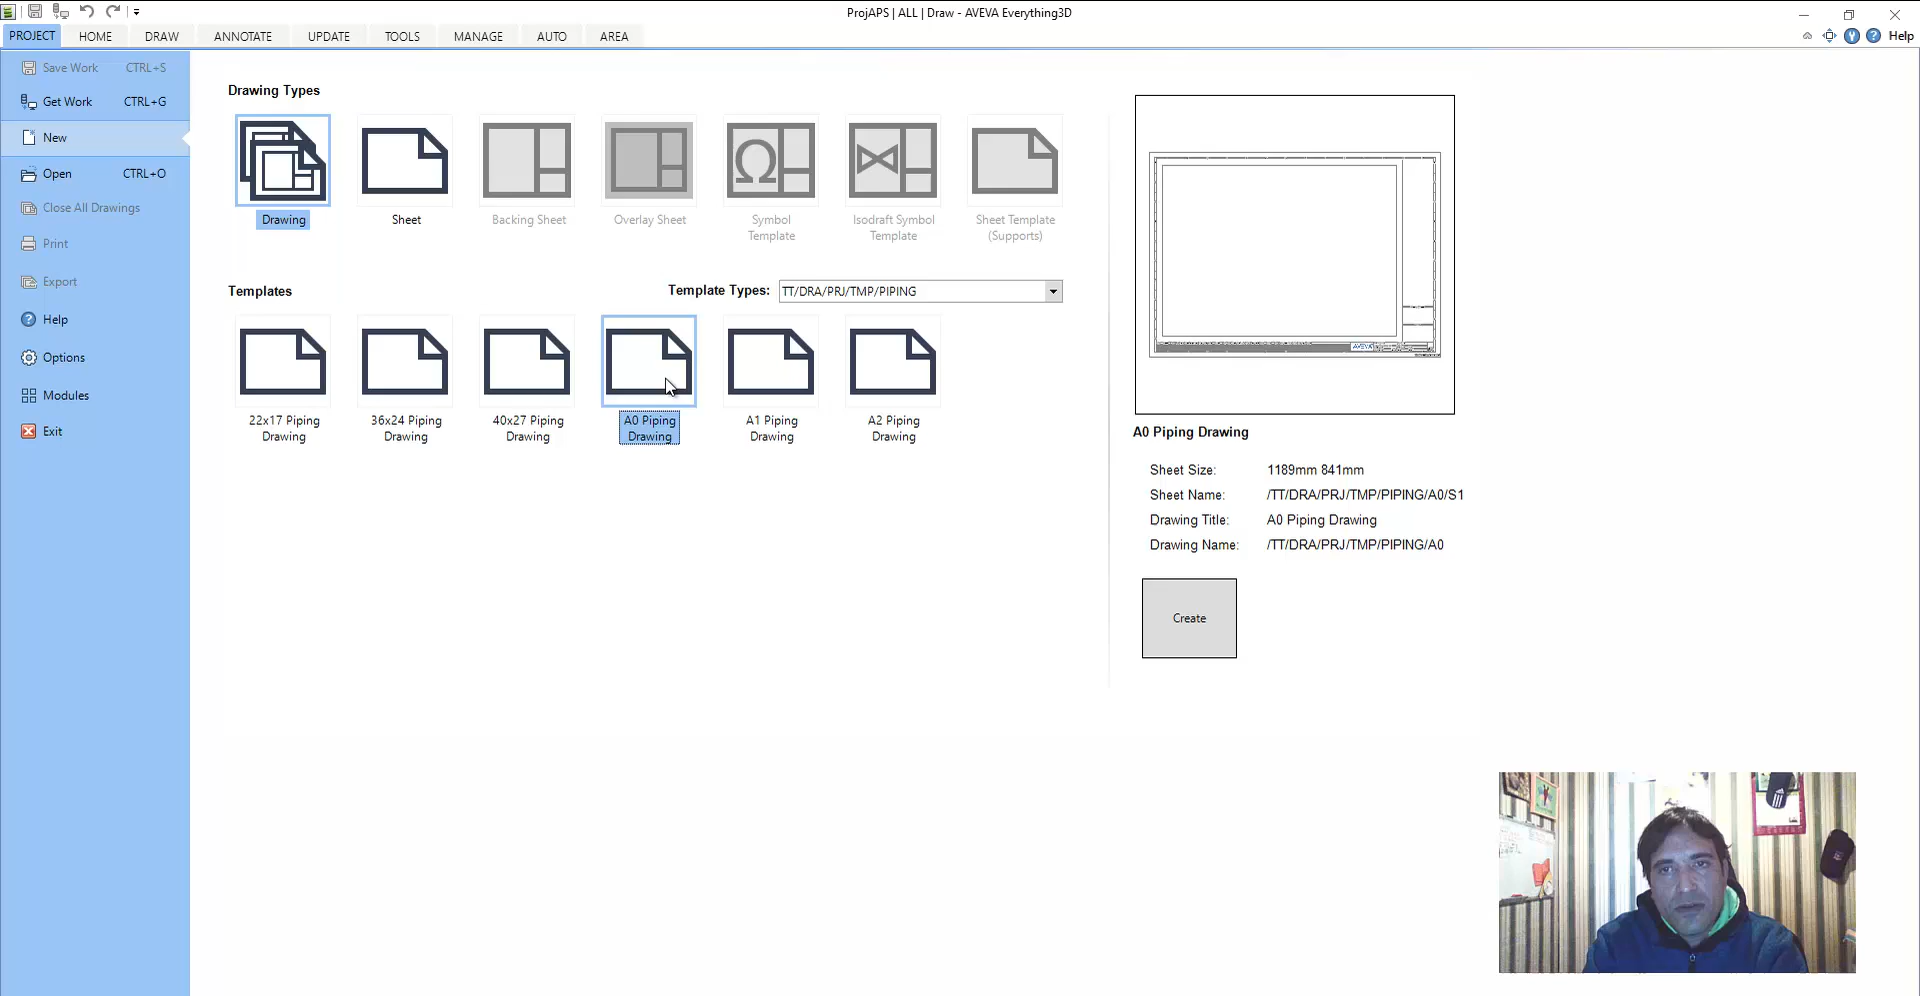 ProjAPS | ALL | Draw - AVEVA Everything3D
PROJECT HOME DRAW ANNOTATE UPDATE TOOLS MANAGE AUTO AREA Help
Save Work CTRL+S
Get Work CTRL+G
New
Open CTRL+O
Close All Drawings
Print
Export
Help
Options
Modules
Exit
Drawing Types
Drawing
Sheet
Backing Sheet
Overlay Sheet
Symbol
Template
Isodraft Symbol
Template
Sheet Template
(Supports)
Templates
Template Types: TT/DRA/PRJ/TMP/PIPING
22x17 Piping
Drawing
36x24 Piping
Drawing
40x27 Piping
Drawing
A0 Piping
Drawing
A1 Piping
Drawing
A2 Piping
Drawing
AVEVA
A0 Piping Drawing
Sheet Size: 1189mm 841mm
Sheet Name: /TT/DRA/PRJ/TMP/PIPING/A0/S1
Drawing Title: A0 Piping Drawing
Drawing Name: /TT/DRA/PRJ/TMP/PIPING/A0
Create